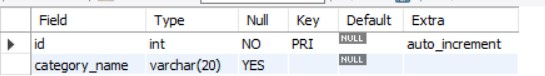 Field Type Null Key Default Extra
id int NO PRI NULL auto_increment
category_name varchar(20) YES NULL